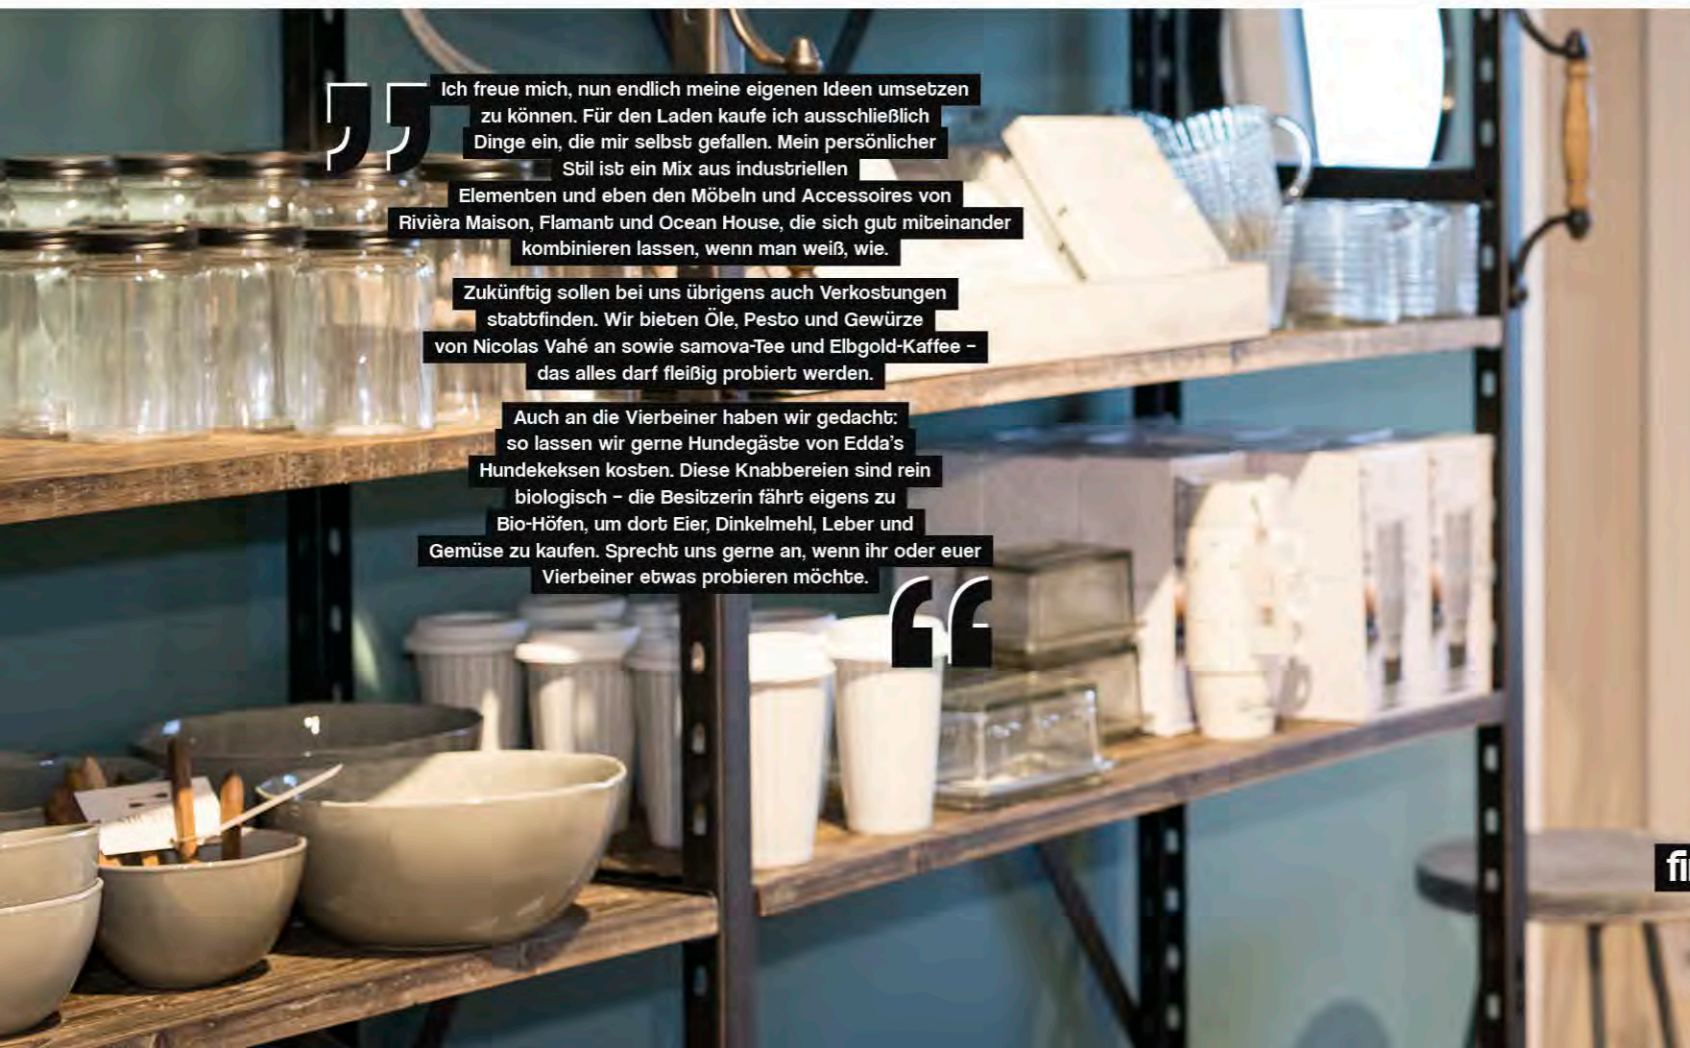 Ich freue mich, nun endlich meine eigenen Ideen umsetzen
zu können. Für den Laden kaufe ich ausschließlich
Dinge ein, die mir selbst gefallen. Mein persönlicher
Stil ist ein Mix aus industriellen
Elementen und eben den Möbeln und Accessoires von
Rivièra Maison, Flamant und Ocean House, die sich gut miteinander
kombinieren lassen, wenn man weiß, wie.
Zukünftig sollen bei uns übrigens auch Verkostungen
stattfinden. Wir bieten Öle, Pesto und Gewürze
von Nicolas Vahé an sowie samova-Tee und Elbgold-Kaffee –
das alles darf fleißig probiert werden.
Auch an die Vierbeiner haben wir gedacht:
so lassen wir gerne Hundegäste von Edda’s
Hundekeksen kosten. Diese Knabbereien sind rein
biologisch – die Besitzerin fährt eigens zu
Bio-Höfen, um dort Eier, Dinkelmehl, Leber und
Gemüse zu kaufen. Sprecht uns gerne an, wenn ihr oder euer
Vierbeiner etwas probieren möchte.